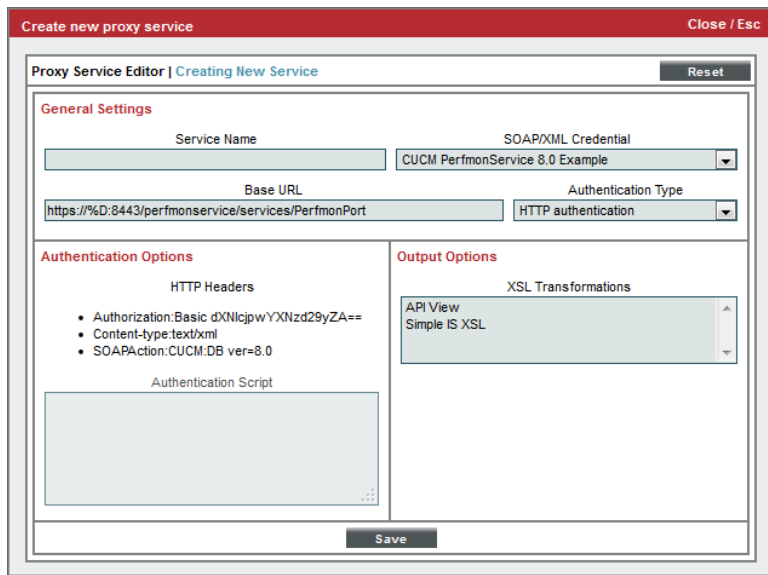 Create new proxy service
Close / Esc
Proxy Service Editor | Creating New Service
Reset
General Settings
Service Name
SOAP/XML Credential
CUCM PerfmonService 8.0 Example
Base URL
Authentication Type
https://%D:8443/perfmonservice/services/PerfmonPort
HTTP authentication
Authentication Options
HTTP Headers
• Authorization:Basic dXNlcjpwYXNzd29yZA==
• Content-type:text/xml
• SOAPAction:CUCM:DB ver=8.0
Authentication Script
Output Options
XSL Transformations
API View
Simple IS XSL
Save